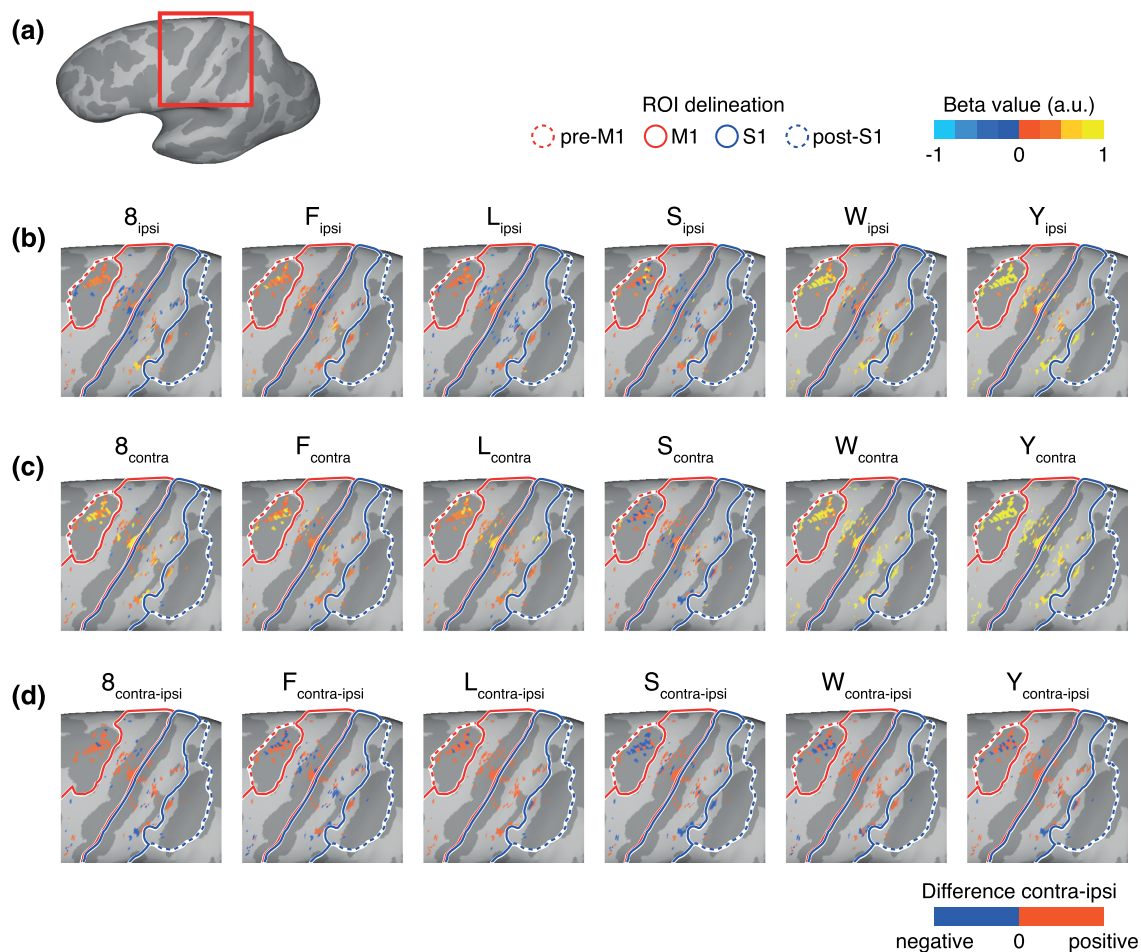 (a)
ROI delineation
pre-M1 M1 S1 post-S1
Beta value (a.u.)
-1 0 1
(b)
8ipsi Fipsi Lipsi Sipsi Wipsi Yipsi
(c)
8contra Fcontra Lcontra Scontra Wcontra Ycontra
(d)
8contra-ipsi Fcontra-ipsi Lcontra-ipsi Scontra-ipsi Wcontra-ipsi Ycontra-ipsi
Difference contra-ipsi
negative 0 positive